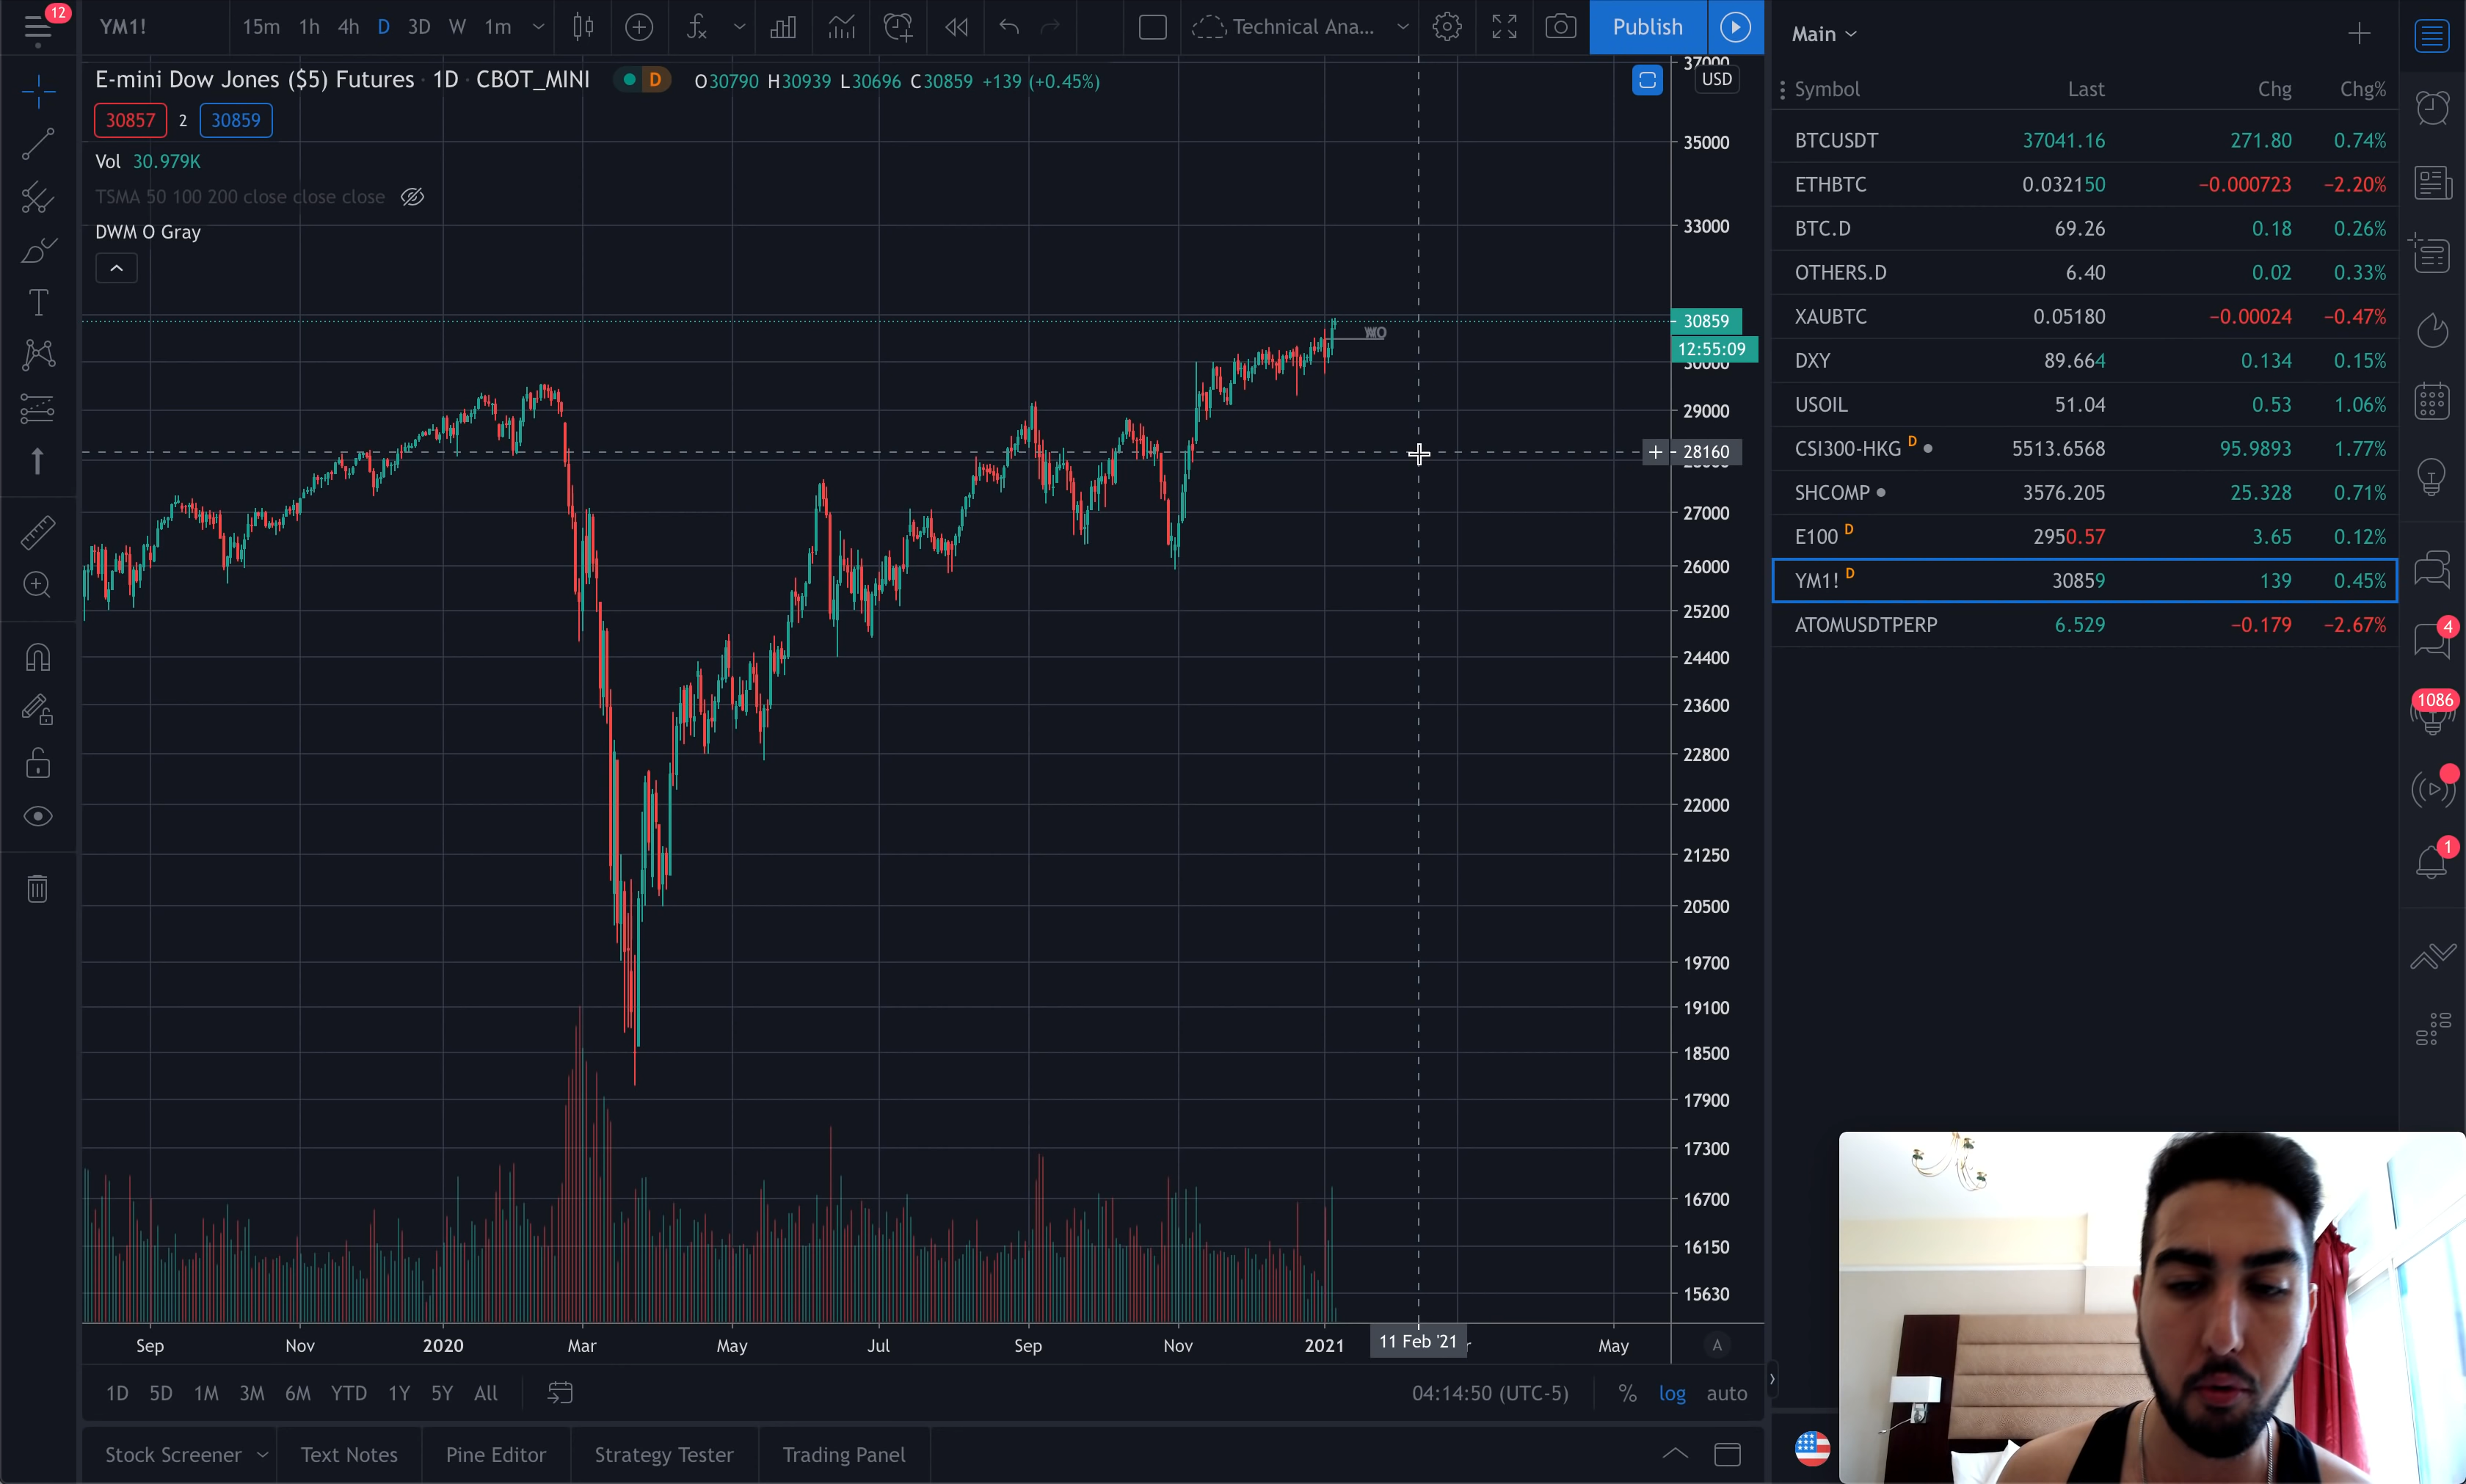 12
YM1! 15m 1h 4h D 3D W 1m Technical Ana... Publish
E-mini Dow Jones ($5) Futures · 1D · CBOT_MINI D O30790 H30939 L30696 C30859 +139 (+0.45%)
30857 2 30859
Vol 30.979K
TSMA 50 100 200 close close close
DWM O Gray
USD
37000
35000
33000
30859
12:55:09
30000
29000
28160
27000
26000
25200
24400
23600
22800
22000
21250
20500
19700
19100
18500
17900
17300
16700
16150
15630
Sep Nov 2020 Mar May Jul Sep Nov 2021 11 Feb '21 May A
1D 5D 1M 3M 6M YTD 1Y 5Y All 04:14:50 (UTC-5) % log auto
Stock Screener Text Notes Pine Editor Strategy Tester Trading Panel
Main
Symbol Last Chg Chg%
BTCUSDT 37041.16 271.80 0.74%
ETHBTC 0.032150 −0.000723 −2.20%
BTC.D 69.26 0.18 0.26%
OTHERS.D 6.40 0.02 0.33%
XAUBTC 0.05180 −0.00024 −0.47%
DXY 89.664 0.134 0.15%
USOIL 51.04 0.53 1.06%
CSI300-HKG D 5513.6568 95.9893 1.77%
SHCOMP 3576.205 25.328 0.71%
E100 D 2950.57 3.65 0.12%
YM1! D 30859 139 0.45%
ATOMUSDTPERP 6.529 −0.179 −2.67%
4
1086
1